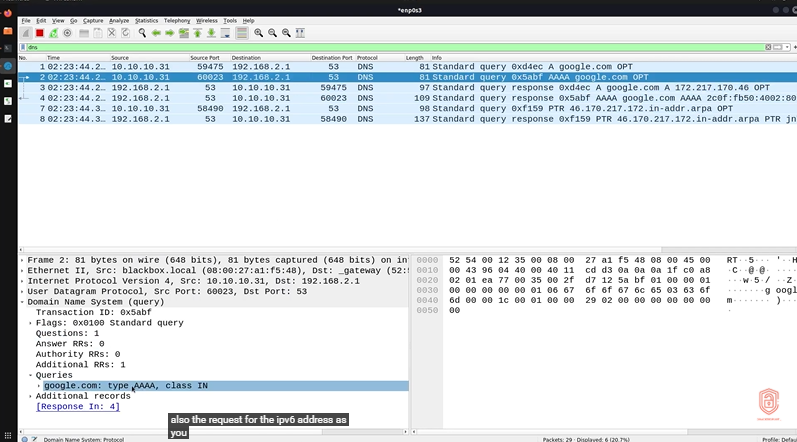 *enp0s3
File Edit View Go Capture Analyze Statistics Telephony Wireless Tools Help
dns
No. Time Source Source Port Destination Destination Port Protocol Length Info
1 02:23:44.2… 10.10.10.31 59475 192.168.2.1 53 DNS 81 Standard query 0xd4ec A google.com OPT
2 02:23:44.2… 10.10.10.31 60023 192.168.2.1 53 DNS 81 Standard query 0x5abf AAAA google.com OPT
3 02:23:44.2… 192.168.2.1 53 10.10.10.31 59475 DNS 97 Standard query response 0xd4ec A google.com A 172.217.170.46 OPT
4 02:23:44.2… 192.168.2.1 53 10.10.10.31 60023 DNS 109 Standard query response 0x5abf AAAA google.com AAAA 2c0f:fb50:4002:80
7 02:23:44.3… 10.10.10.31 58490 192.168.2.1 53 DNS 98 Standard query 0xf159 PTR 46.170.217.172.in-addr.arpa OPT
8 02:23:44.3… 192.168.2.1 53 10.10.10.31 58490 DNS 137 Standard query response 0xf159 PTR 46.170.217.172.in-addr.arpa PTR jn
Frame 2: 81 bytes on wire (648 bits), 81 bytes captured (648 bits) on in
Ethernet II, Src: blackbox.local (08:00:27:a1:f5:48), Dst: _gateway (52:5
Internet Protocol Version 4, Src: 10.10.10.31, Dst: 192.168.2.1
User Datagram Protocol, Src Port: 60023, Dst Port: 53
Domain Name System (query)
Transaction ID: 0x5abf
Flags: 0x0100 Standard query
Questions: 1
Answer RRs: 0
Authority RRs: 0
Additional RRs: 1
Queries
google.com: type AAAA, class IN
Additional records
[Response In: 4]
0000 52 54 00 12 35 00 08 00 27 a1 f5 48 08 00 45 00 RT··5···'··H
0010 00 43 96 04 40 00 40 11 cd d3 0a 0a 0a 1f c0 a8 ·C··@·@·
0020 02 01 ea 77 00 35 00 2f d7 12 5a bf 01 00 00 01 ···w·5·/··Z·
0030 00 00 00 00 00 01 06 67 6f 6f 67 6c 65 03 63 6f ·······g oogl
0040 6d 00 00 1c 00 01 00 00 29 02 00 00 00 00 00 00 m·······)···
0050 00 ·
also the request for the ipv6 address as
you
Domain Name System: Protocol Packets: 29 · Displayed: 6 (20.7%) Profile: Defau